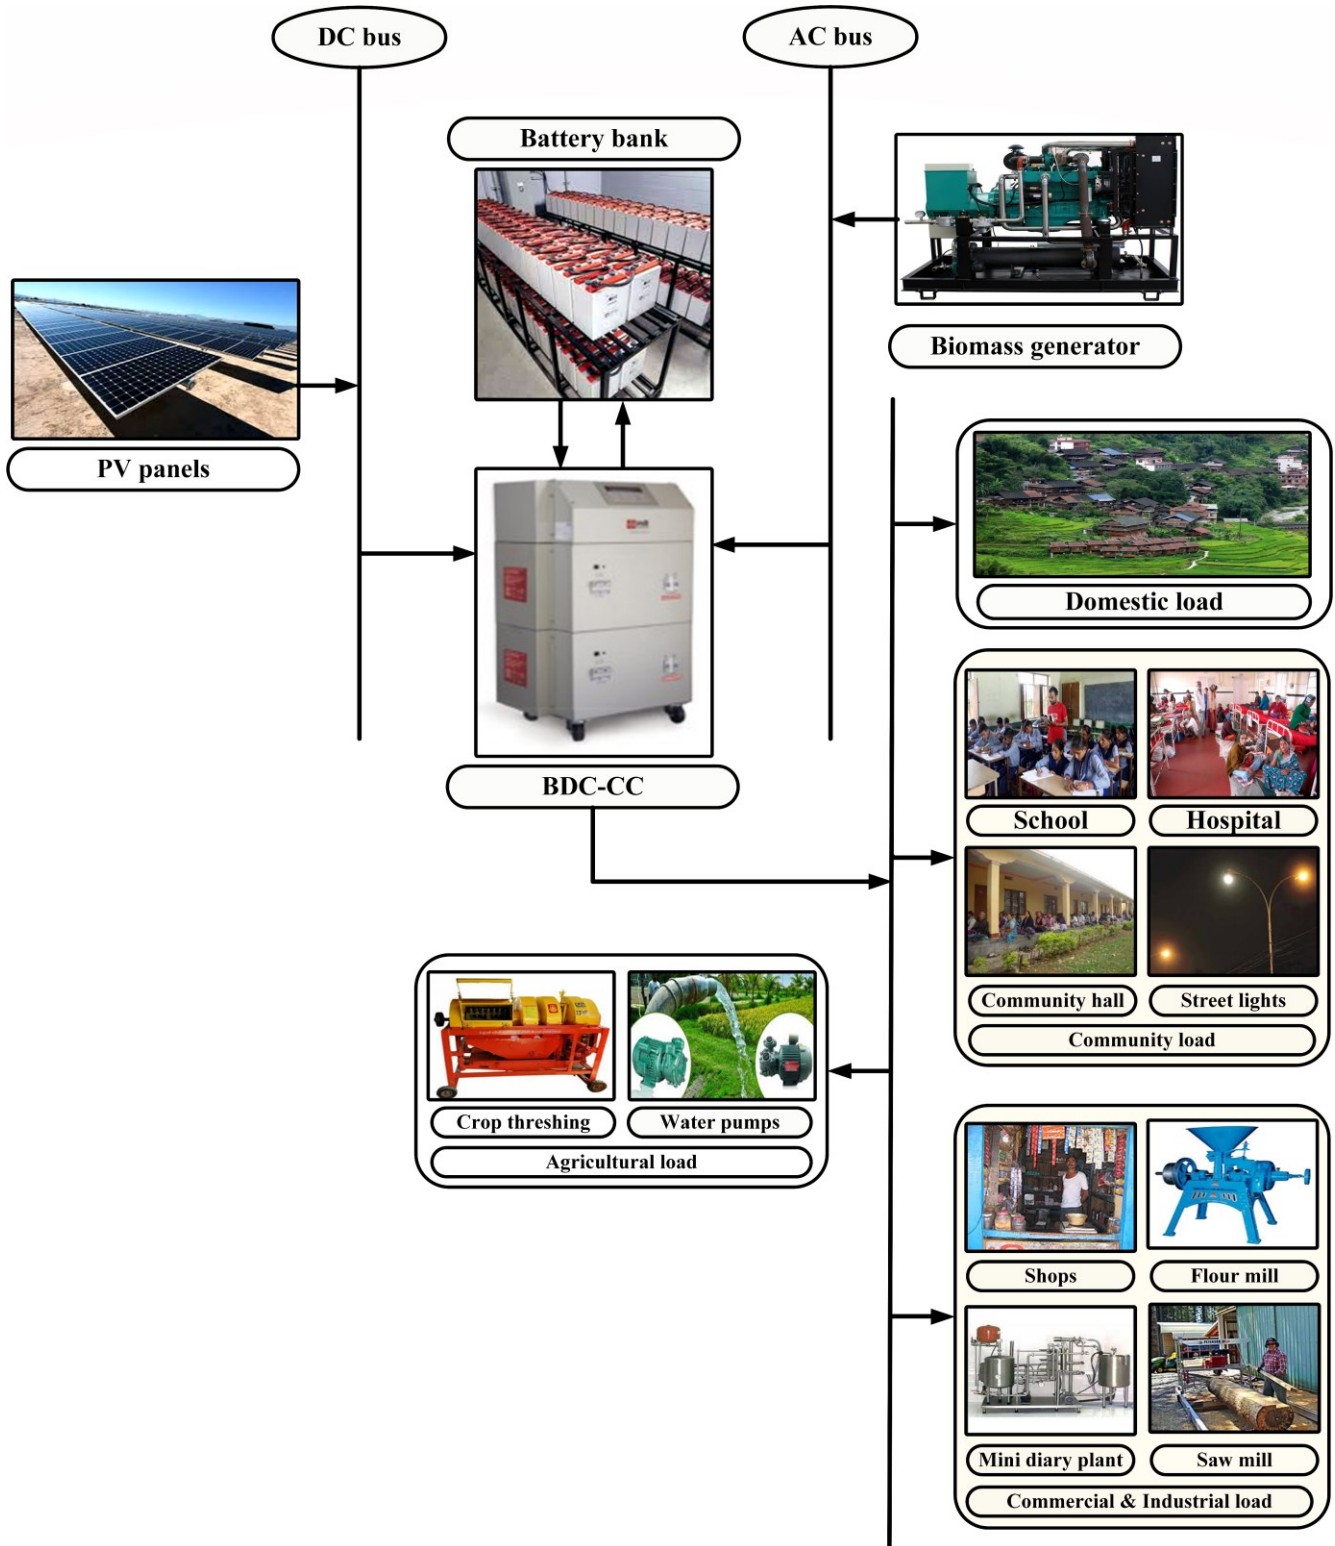 DC bus
AC bus
Battery bank
Biomass generator
PV panels
Domestic load
BDC-CC
School
Hospital
Community hall
Street lights
Community load
Crop threshing
Water pumps
Agricultural load
Shops
Flour mill
Mini diary plant
Saw mill
Commercial & Industrial load